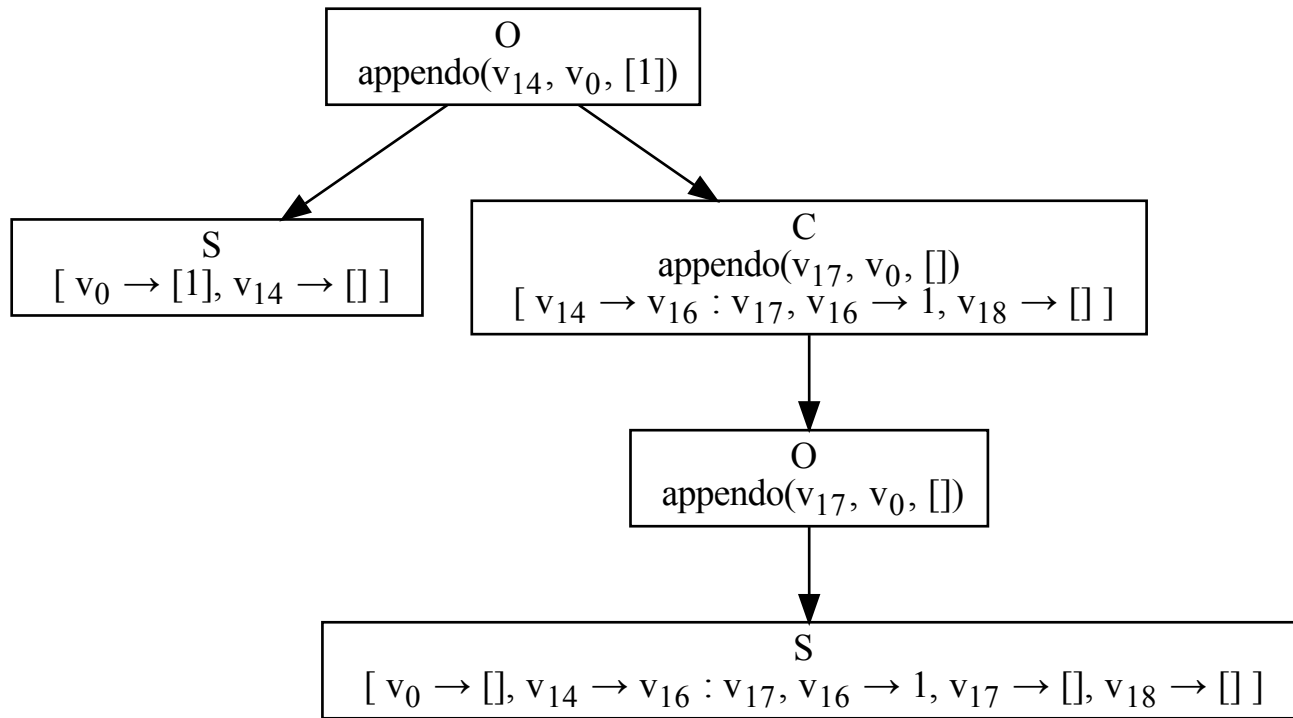 O
appendo(v₁₄, v₀, [1])
S
[ v₀ → [1], v₁₄ → [] ]
C
appendo(v₁₇, v₀, [])
[ v₁₄ → v₁₆ : v₁₇, v₁₆ → 1, v₁₈ → [] ]
O
appendo(v₁₇, v₀, [])
S
[ v₀ → [], v₁₄ → v₁₆ : v₁₇, v₁₆ → 1, v₁₇ → [], v₁₈ → [] ]